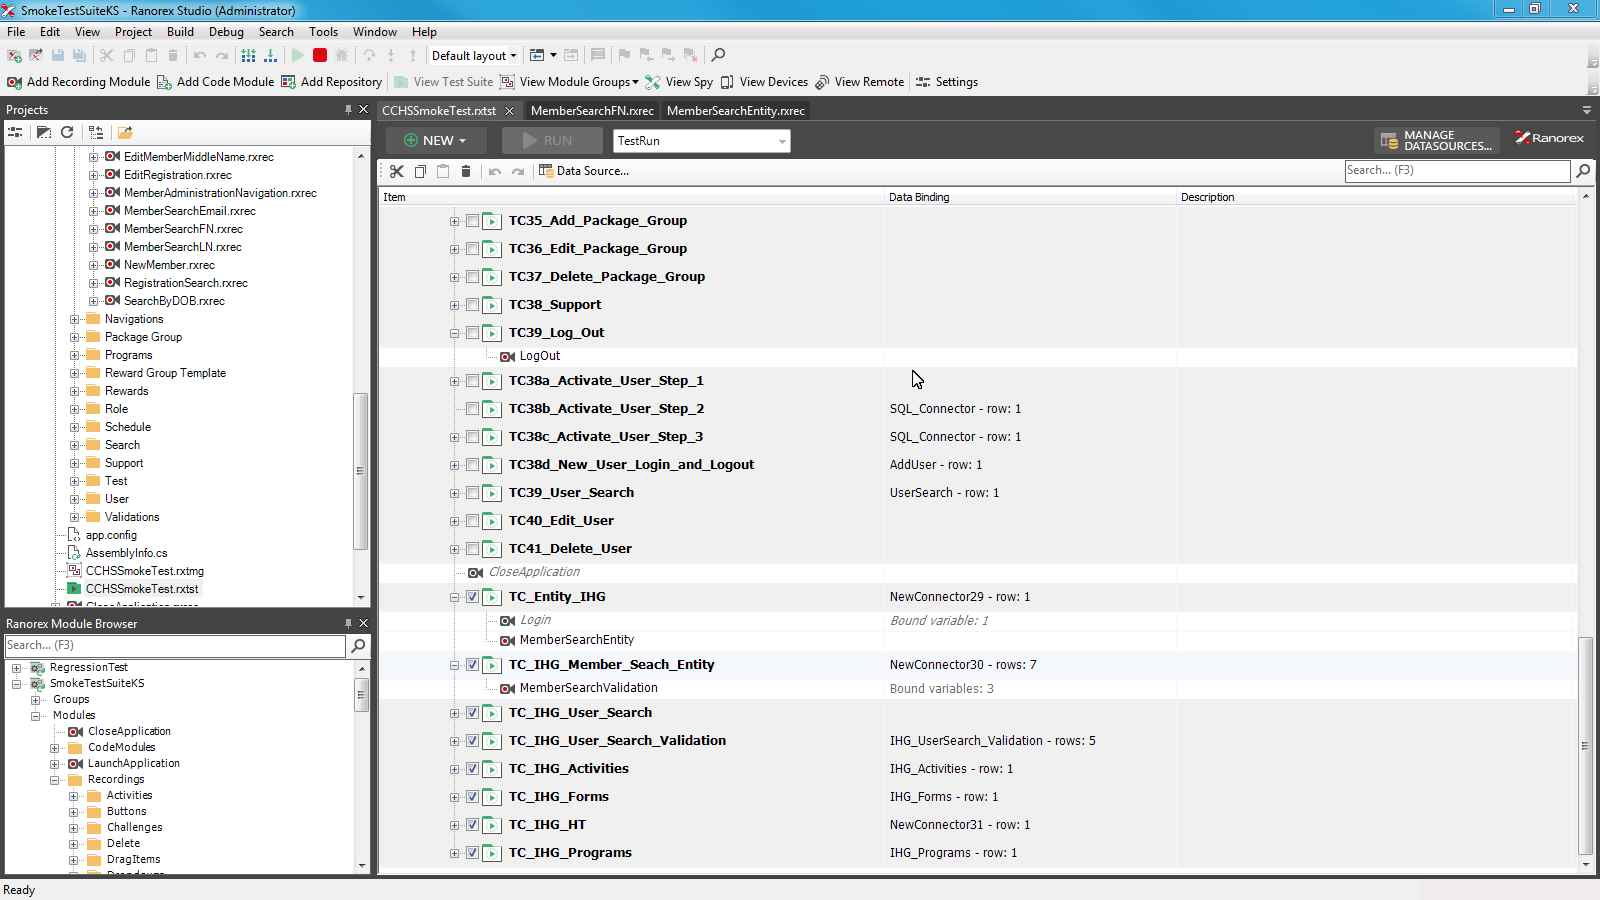 SmokeTestSuiteKS - Ranorex Studio (Administrator)
File Edit View Project Build Debug Search Tools Window Help
Default layout
Add Recording Module Add Code Module Add Repository View Test Suite View Module Groups View Spy View Devices View Remote Settings
Projects
EditMemberMiddleName.rxrec
EditRegistration.rxrec
MemberAdministrationNavigation.rxrec
MemberSearchEmail.rxrec
MemberSearchFN.rxrec
MemberSearchLN.rxrec
NewMember.rxrec
RegistrationSearch.rxrec
SearchByDOB.rxrec
Navigations
Package Group
Programs
Reward Group Template
Rewards
Role
Schedule
Search
Support
Test
User
Validations
app.config
AssemblyInfo.cs
CCHSSmokeTest.rxtmg
CCHSSmokeTest.rxtst
Ranorex Module Browser
Search... (F3)
RegressionTest
SmokeTestSuiteKS
Groups
Modules
CloseApplication
CodeModules
LaunchApplication
Recordings
Activities
Buttons
Challenges
Delete
DragItems
CCHSSmokeTest.rxtst MemberSearchFN.rxrec MemberSearchEntity.rxrec
NEW RUN TestRun MANAGE DATASOURCES... Ranorex
Data Source... Search... (F3)
Item Data Binding Description
TC35_Add_Package_Group
TC36_Edit_Package_Group
TC37_Delete_Package_Group
TC38_Support
TC39_Log_Out
LogOut
TC38a_Activate_User_Step_1
TC38b_Activate_User_Step_2 SQL_Connector - row: 1
TC38c_Activate_User_Step_3 SQL_Connector - row: 1
TC38d_New_User_Login_and_Logout AddUser - row: 1
TC39_User_Search UserSearch - row: 1
TC40_Edit_User
TC41_Delete_User
CloseApplication
TC_Entity_IHG NewConnector29 - row: 1
Login Bound variable: 1
MemberSearchEntity
TC_IHG_Member_Seach_Entity NewConnector30 - rows: 7
MemberSearchValidation Bound variables: 3
TC_IHG_User_Search
TC_IHG_User_Search_Validation IHG_UserSearch_Validation - rows: 5
TC_IHG_Activities IHG_Activities - row: 1
TC_IHG_Forms IHG_Forms - row: 1
TC_IHG_HT NewConnector31 - row: 1
TC_IHG_Programs IHG_Programs - row: 1
Ready